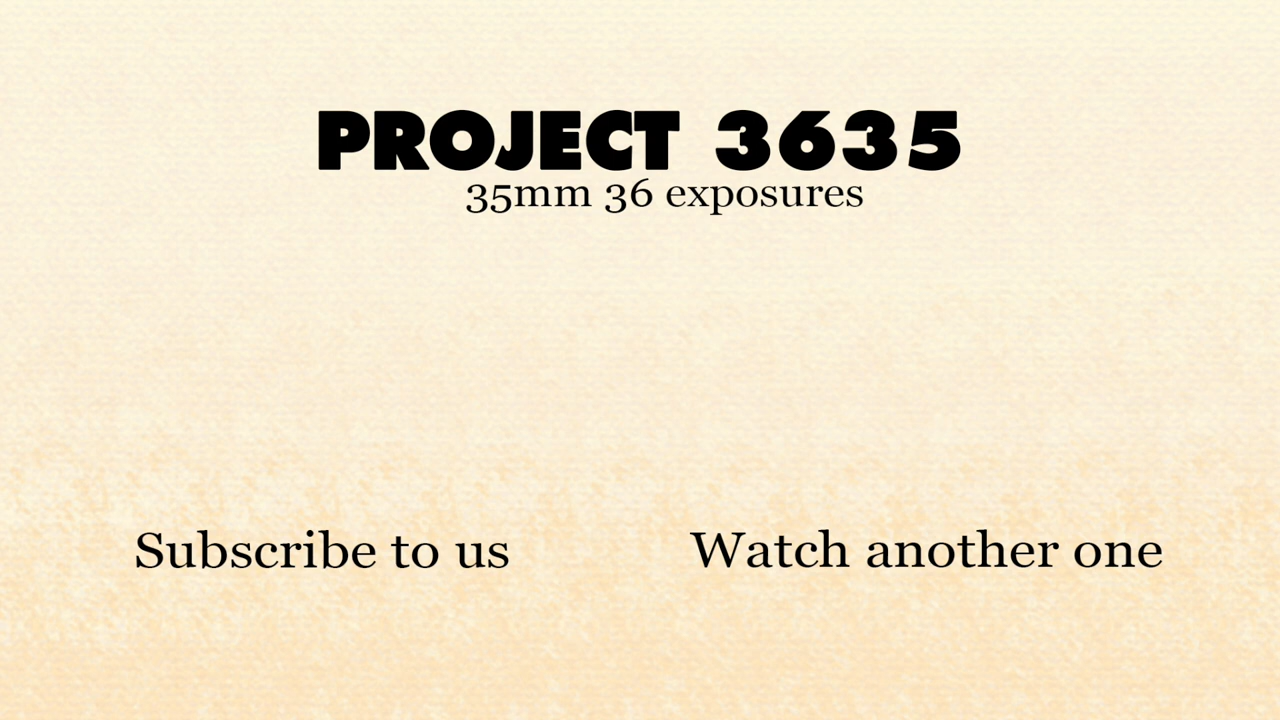 PROJECT 3635
35mm 36 exposures
Subscribe to us
Watch another one